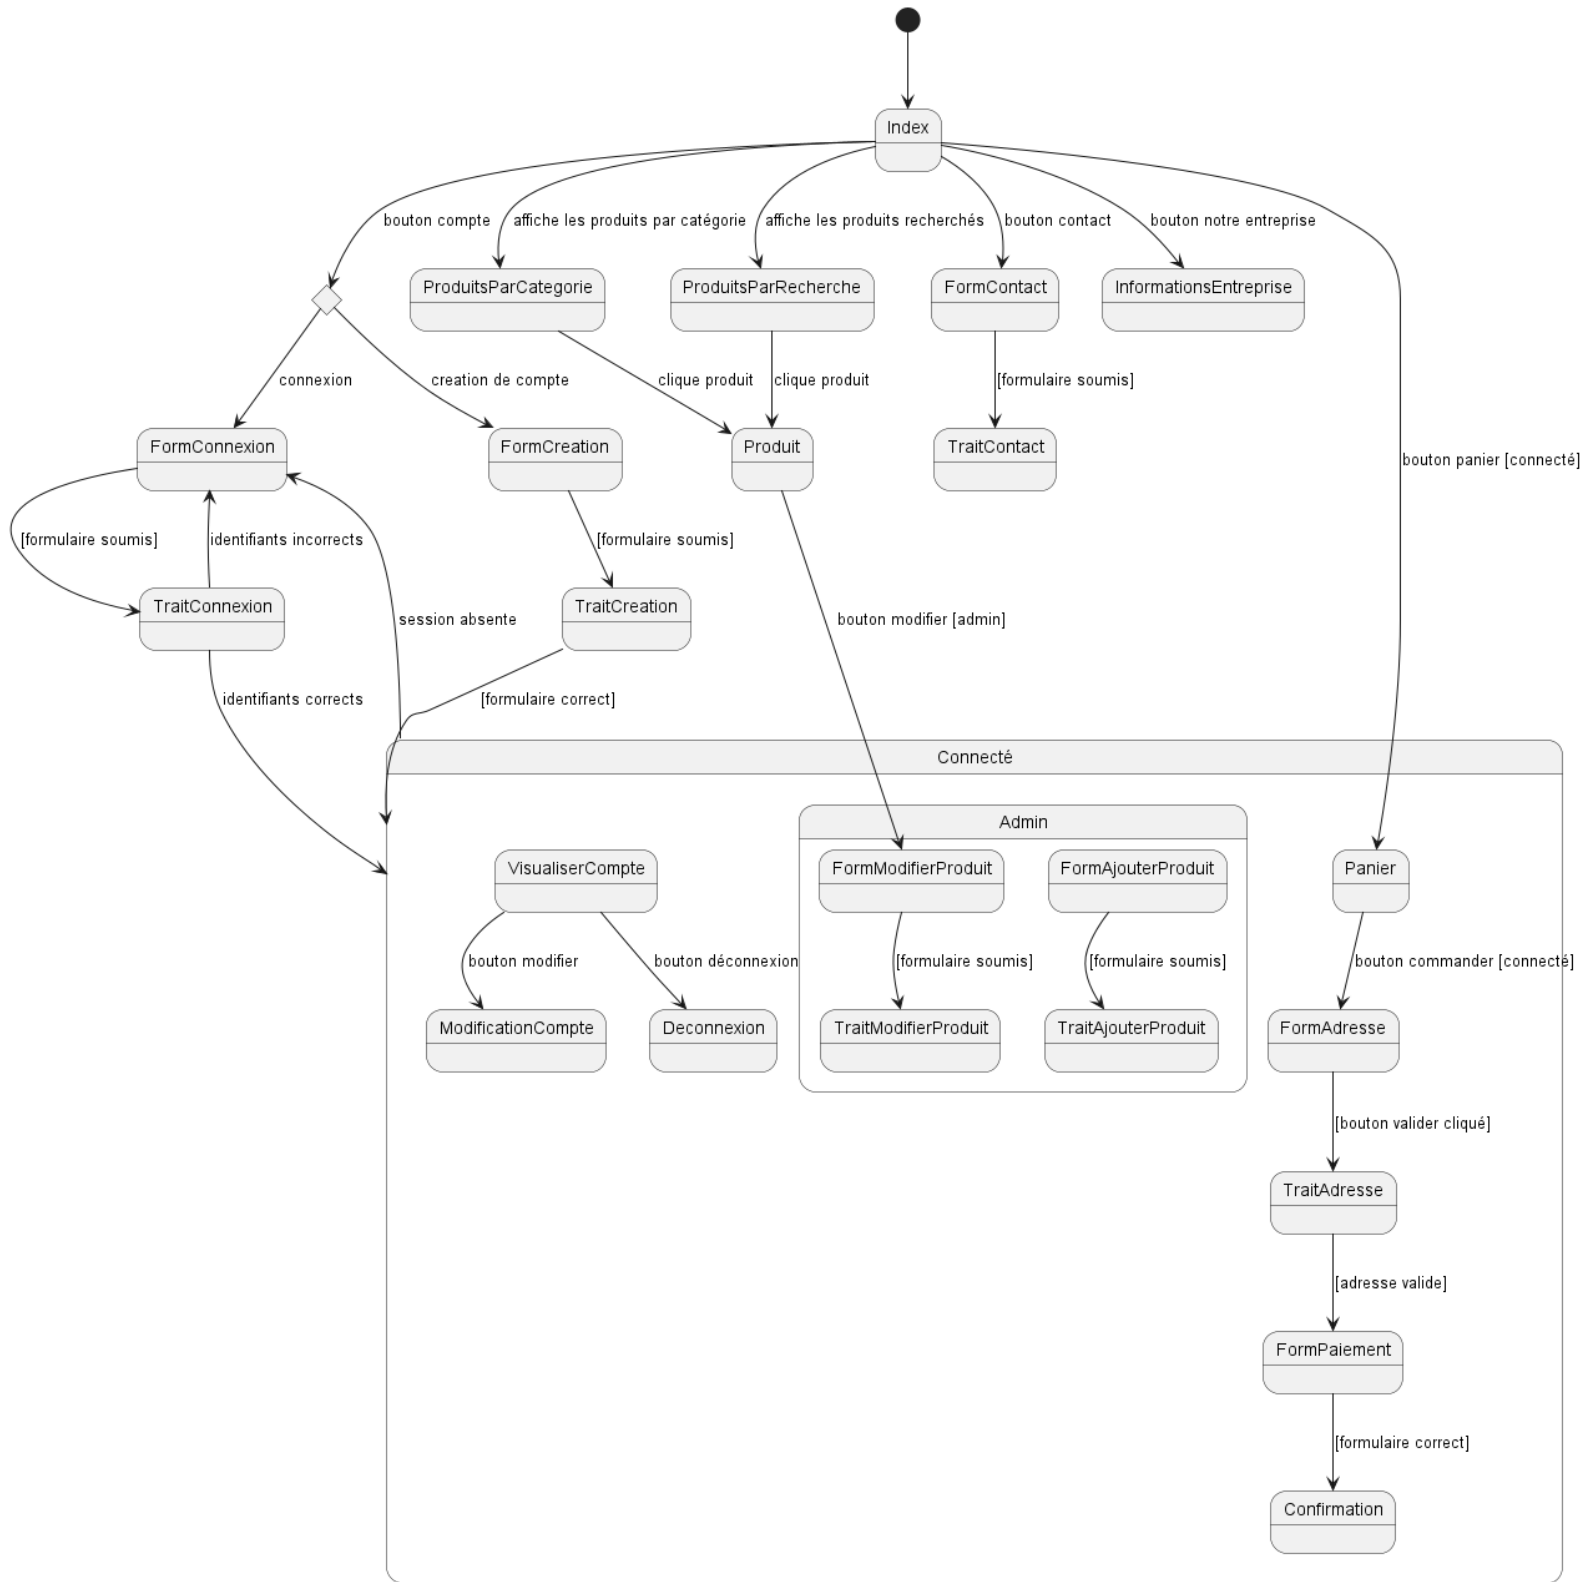 Index
bouton compte
affiche les produits par catégorie
affiche les produits recherchés
bouton contact
bouton notre entreprise
ProduitsParCategorie
ProduitsParRecherche
FormContact
InformationsEntreprise
connexion
creation de compte
clique produit
clique produit
[formulaire soumis]
FormConnexion
FormCreation
Produit
TraitContact
bouton panier [connecté]
[formulaire soumis]
identifiants incorrects
[formulaire soumis]
TraitConnexion
TraitCreation
session absente
bouton modifier [admin]
identifiants corrects
[formulaire correct]
Connecté
Admin
VisualiserCompte
FormModifierProduit
FormAjouterProduit
Panier
bouton modifier
bouton déconnexion
[formulaire soumis]
[formulaire soumis]
bouton commander [connecté]
ModificationCompte
Deconnexion
TraitModifierProduit
TraitAjouterProduit
FormAdresse
[bouton valider cliqué]
TraitAdresse
[adresse valide]
FormPaiement
[formulaire correct]
Confirmation